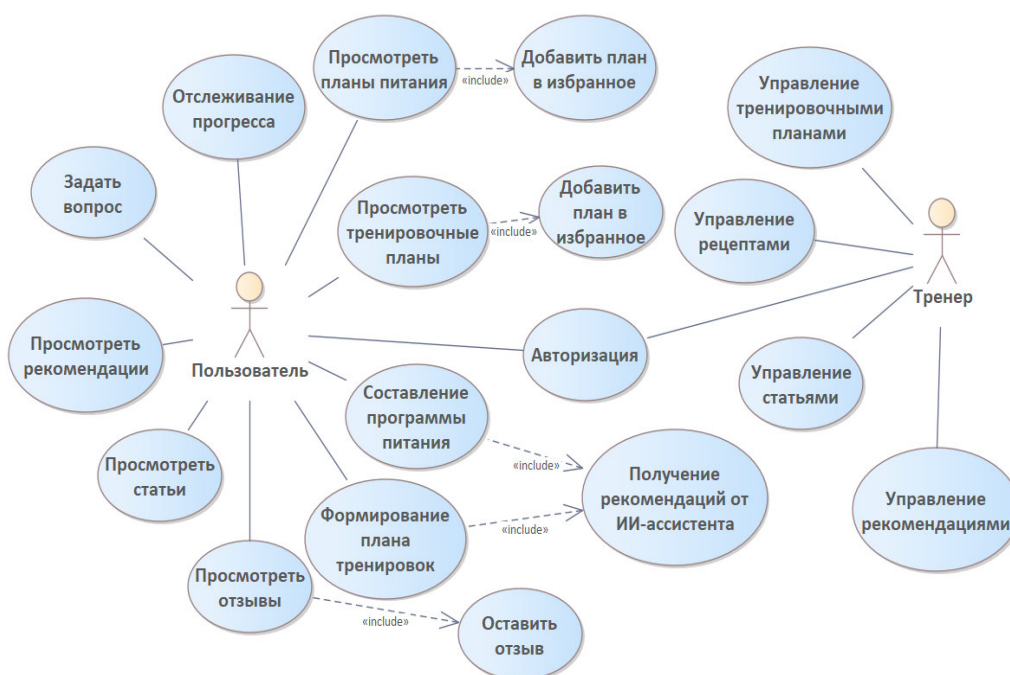 Просмотреть
планы питания
«include»
Добавить план
в избранное
Отслеживание
прогресса
Управление
тренировочными
планами
Задать
вопрос
Просмотреть
тренировочные
планы
«include»
Добавить
план в
избранное
Управление
рецептами
Тренер
Просмотреть
рекомендации
Пользователь
Авторизация
Управление
статьями
Составление
программы
питания
«include»
Просмотреть
статьи
Получение
рекомендаций от
ИИ-ассистента
Формирование
плана
тренировок
«include»
Управление
рекомендациями
Просмотреть
отзывы
«include»
Оставить
отзыв